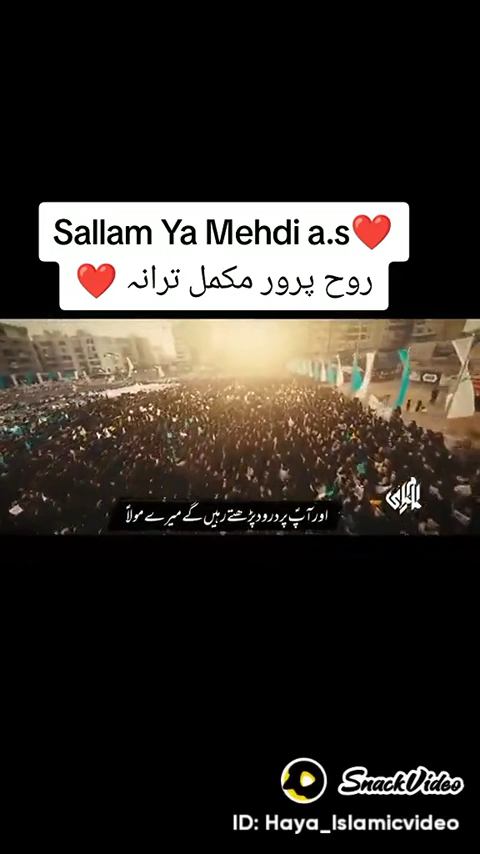 Sallam Ya Mehdi a.s❤️
روح پرور مکمل ترانہ ❤️
اور آپؑ پر درود پڑھتے رہیں گے میرے مولاؑ
SnackVideo
ID: Haya_Islamicvideo